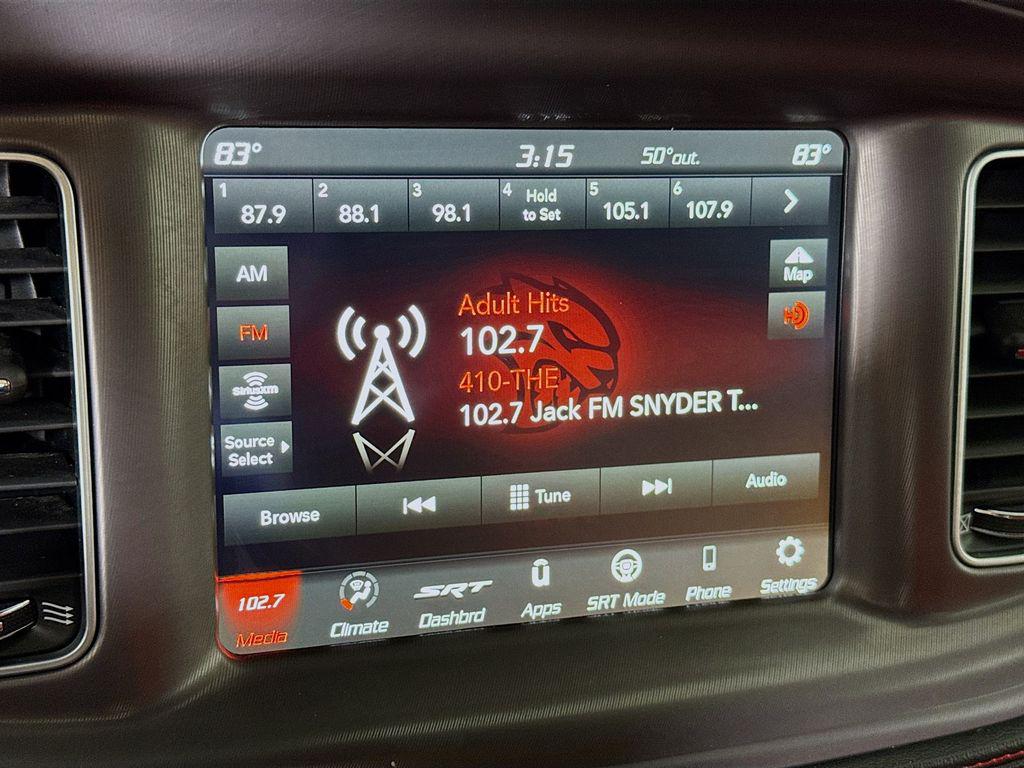 83° 3:15 50°out. 83°
1 87.9 2 88.1 3 98.1 4 Hold to Set 5 105.1 6 107.9
AM
Map
FM
HD
SiriusXM
Source
Select
Adult Hits
102.7
410-THE
102.7 Jack FM SNYDER T...
Browse Tune Audio
102.7 SRT
Media Climate Dashbrd Apps SRT Mode Phone Settings